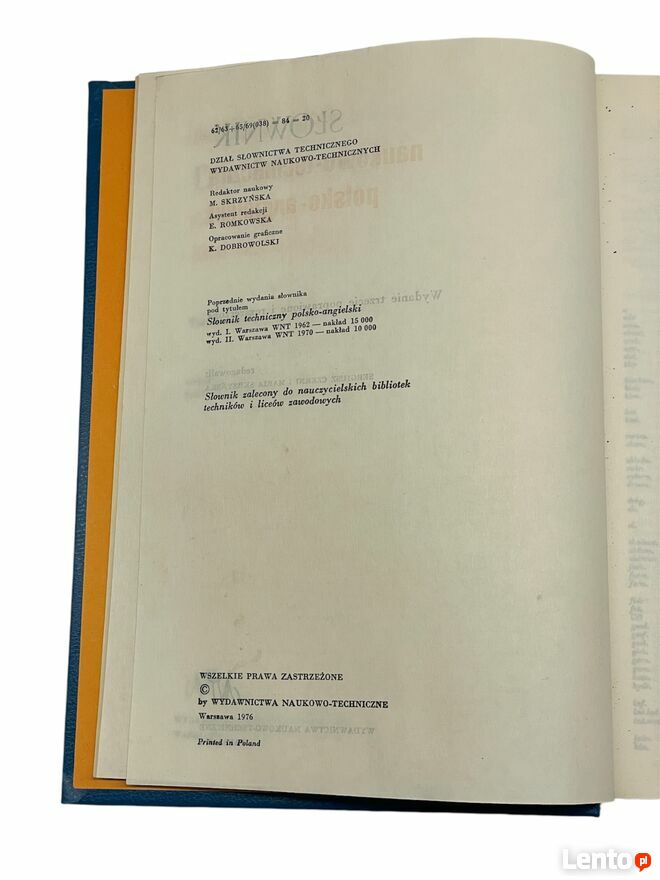 62/63+65/69(038) = 84 = 20
DZIAŁ SŁOWNICTWA TECHNICZNEGO
WYDAWNICTW NAUKOWO-TECHNICZNYCH
Redaktor naukowy
M. SKRZYŃSKA
Asystent redakcji
E. ROMKOWSKA
Opracowanie graficzne
K. DOBROWOLSKI
Poprzednie wydania słownika
pod tytułem
Słownik techniczny polsko-angielski
wyd. I. Warszawa WNT 1962 — nakład 15 000
wyd. II. Warszawa WNT 1970 — nakład 10 000
Słownik zalecony do nauczycielskich bibliotek
techników i liceów zawodowych
WSZELKIE PRAWA ZASTRZEŻONE
©
by WYDAWNICTWA NAUKOWO-TECHNICZNE
Warszawa 1976
Printed in Poland
Lento.pl